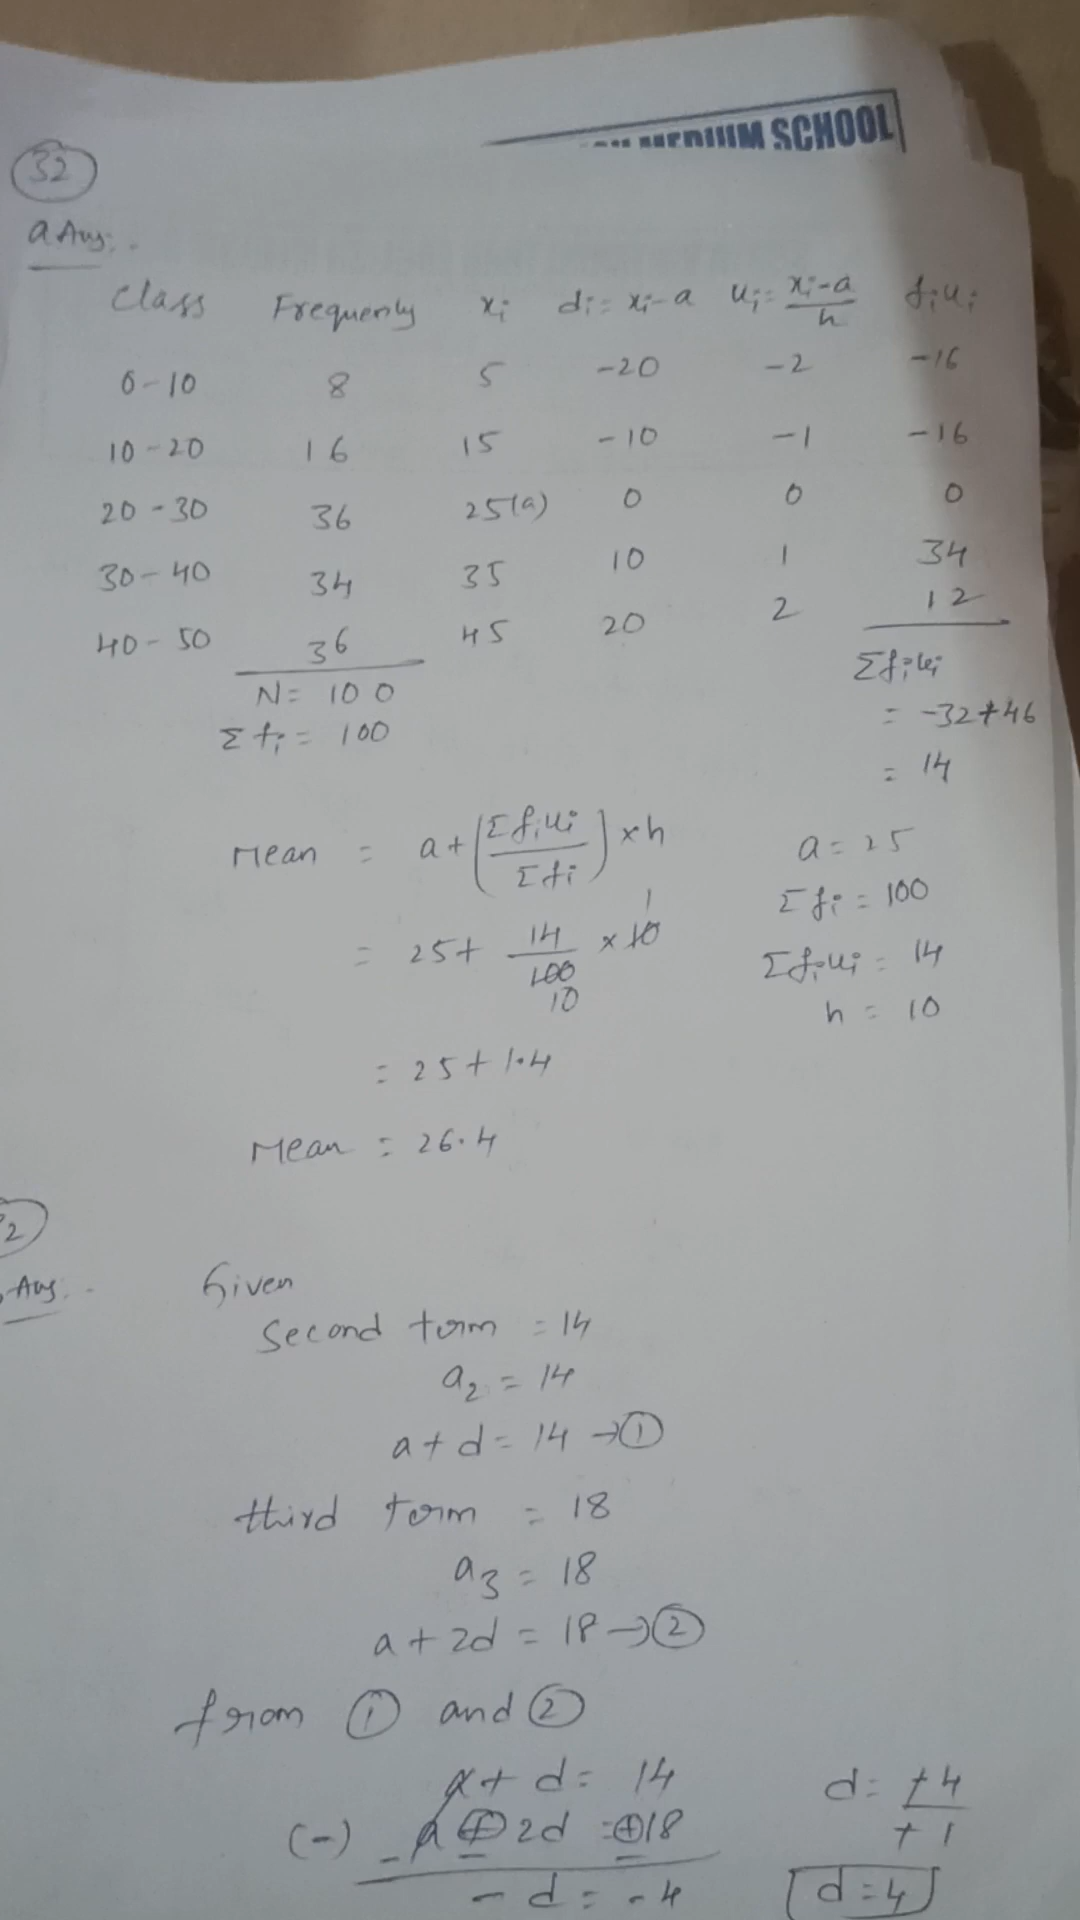 MEDIUM SCHOOL
32
a Ans:.
Class Frequenly xi di = xi-a ui = xi-a/h fiui
0-10 8 5 -20 -2 -16
10-20 16 15 -10 -1 -16
20-30 36 25(a) 0 0 0
30-40 34 35 10 1 34
40-50 36 45 20 2 12
N = 100 Σfiui
Σfi = 100 = -32+46
= 14
Mean = a + (Σfiui/Σfi) × h a = 25
Σfi = 100
= 25 + 14/100 × 10 Σfiui = 14
10 1
h = 10
= 25 + 1.4
Mean = 26.4
2
Ans:. Given
Second term = 14
a2 = 14
a + d = 14 → ①
third term = 18
a3 = 18
a + 2d = 18 → ②
from ① and ②
a + d = 14 d = +4/+1
(-) a + 2d = +18
- - -
-d = -4 d = 4